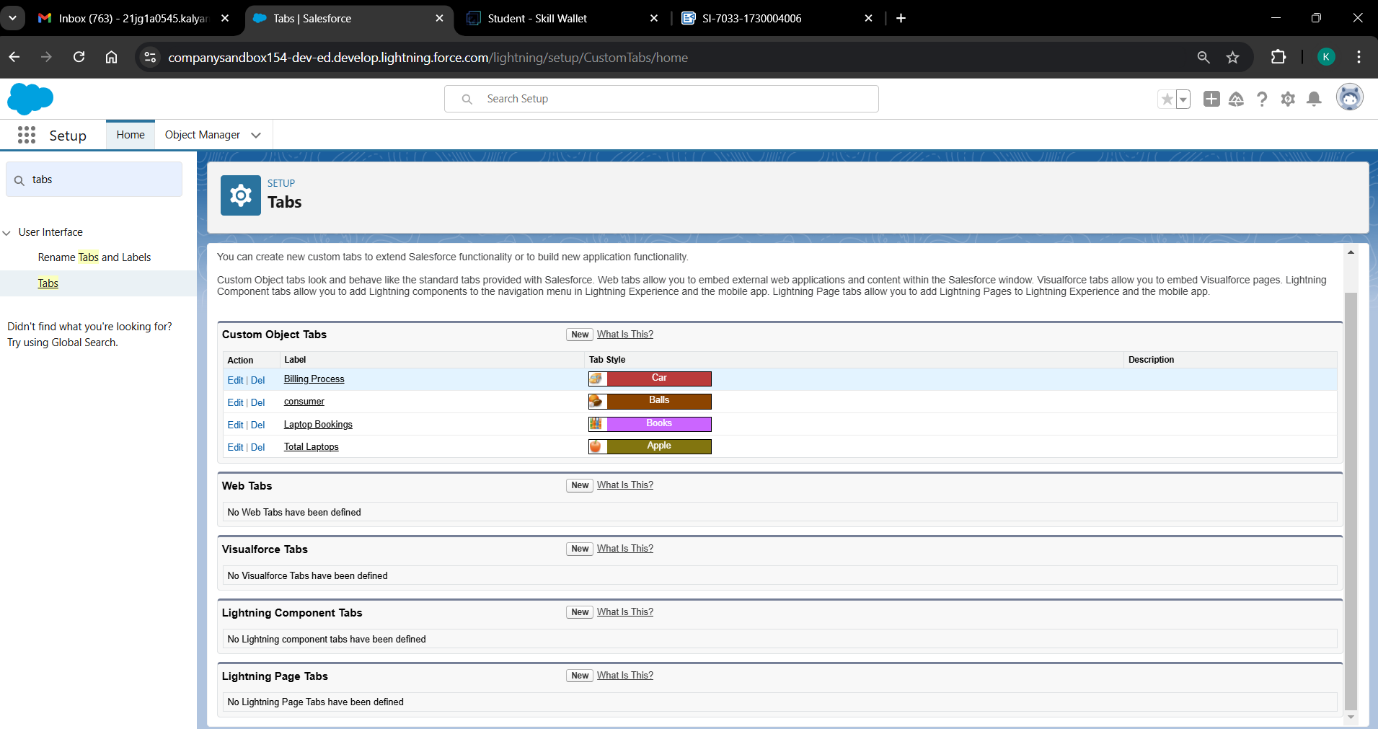 Inbox (763) - 21jg1a0545.kalyan
Tabs | Salesforce
Student - Skill Wallet
SI-7033-1730004006
companysandbox154-dev-ed.develop.lightning.force.com/lightning/setup/CustomTabs/home
K
Search Setup
Setup
Home
Object Manager
tabs
User Interface
Rename Tabs and Labels
Tabs
Didn't find what you're looking for?
Try using Global Search.
SETUP
Tabs
You can create new custom tabs to extend Salesforce functionality or to build new application functionality.
Custom Object tabs look and behave like the standard tabs provided with Salesforce. Web tabs allow you to embed external web applications and content within the Salesforce window. Visualforce tabs allow you to embed Visualforce pages. Lightning
Component tabs allow you to add Lightning components to the navigation menu in Lightning Experience and the mobile app. Lightning Page tabs allow you to add Lightning Pages to Lightning Experience and the mobile app.
Custom Object Tabs New What Is This?
Action Label Tab Style Description
Edit | Del Billing Process Car
Edit | Del consumer Balls
Edit | Del Laptop Bookings Books
Edit | Del Total Laptops Apple
Web Tabs New What Is This?
No Web Tabs have been defined
Visualforce Tabs New What Is This?
No Visualforce Tabs have been defined
Lightning Component Tabs New What Is This?
No Lightning component tabs have been defined
Lightning Page Tabs New What Is This?
No Lightning Page Tabs have been defined